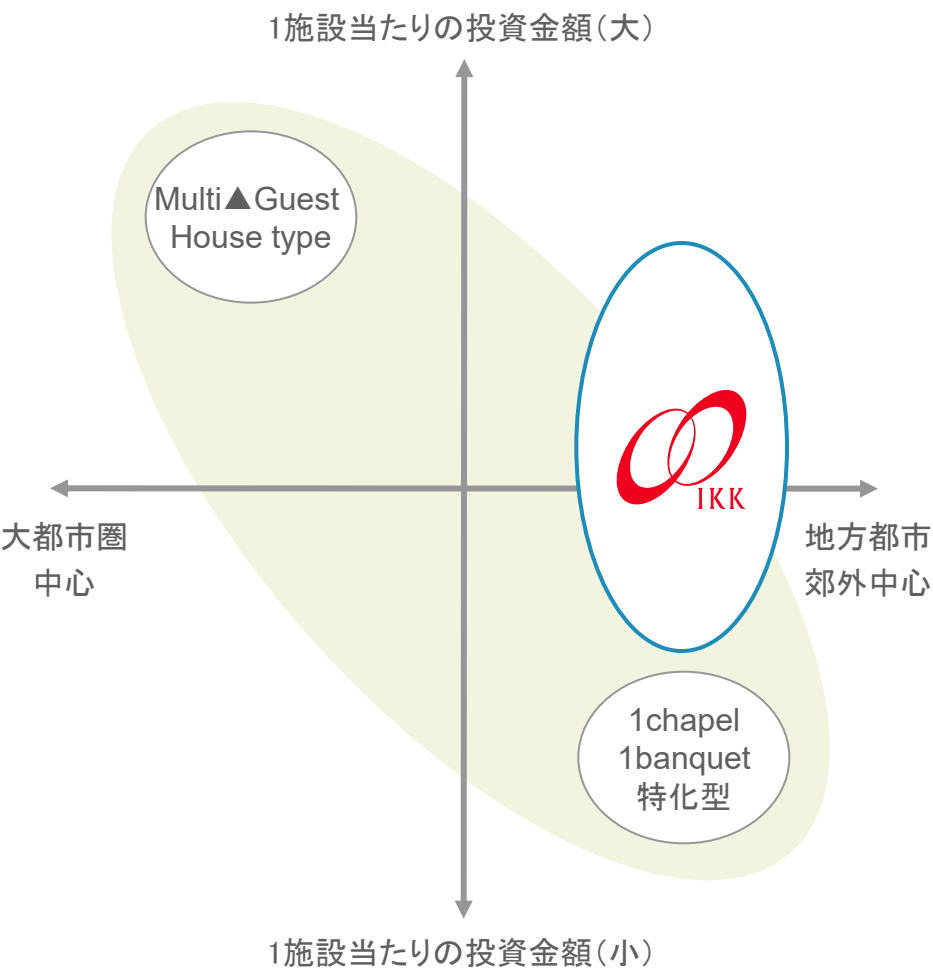 1施設当たりの投資金額（大）
Multi▲Guest
House type
IKK
大都市圏
中心
地方都市
郊外中心
1chapel
1banquet
特化型
1施設当たりの投資金額（小）